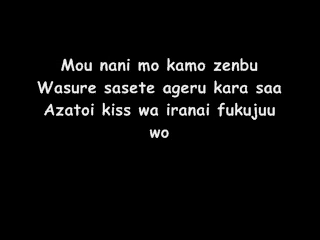 Mou nani mo kamo zenbu
Wasure sasete ageru kara saa
Azatoi kiss wa iranai fukujuu
wo